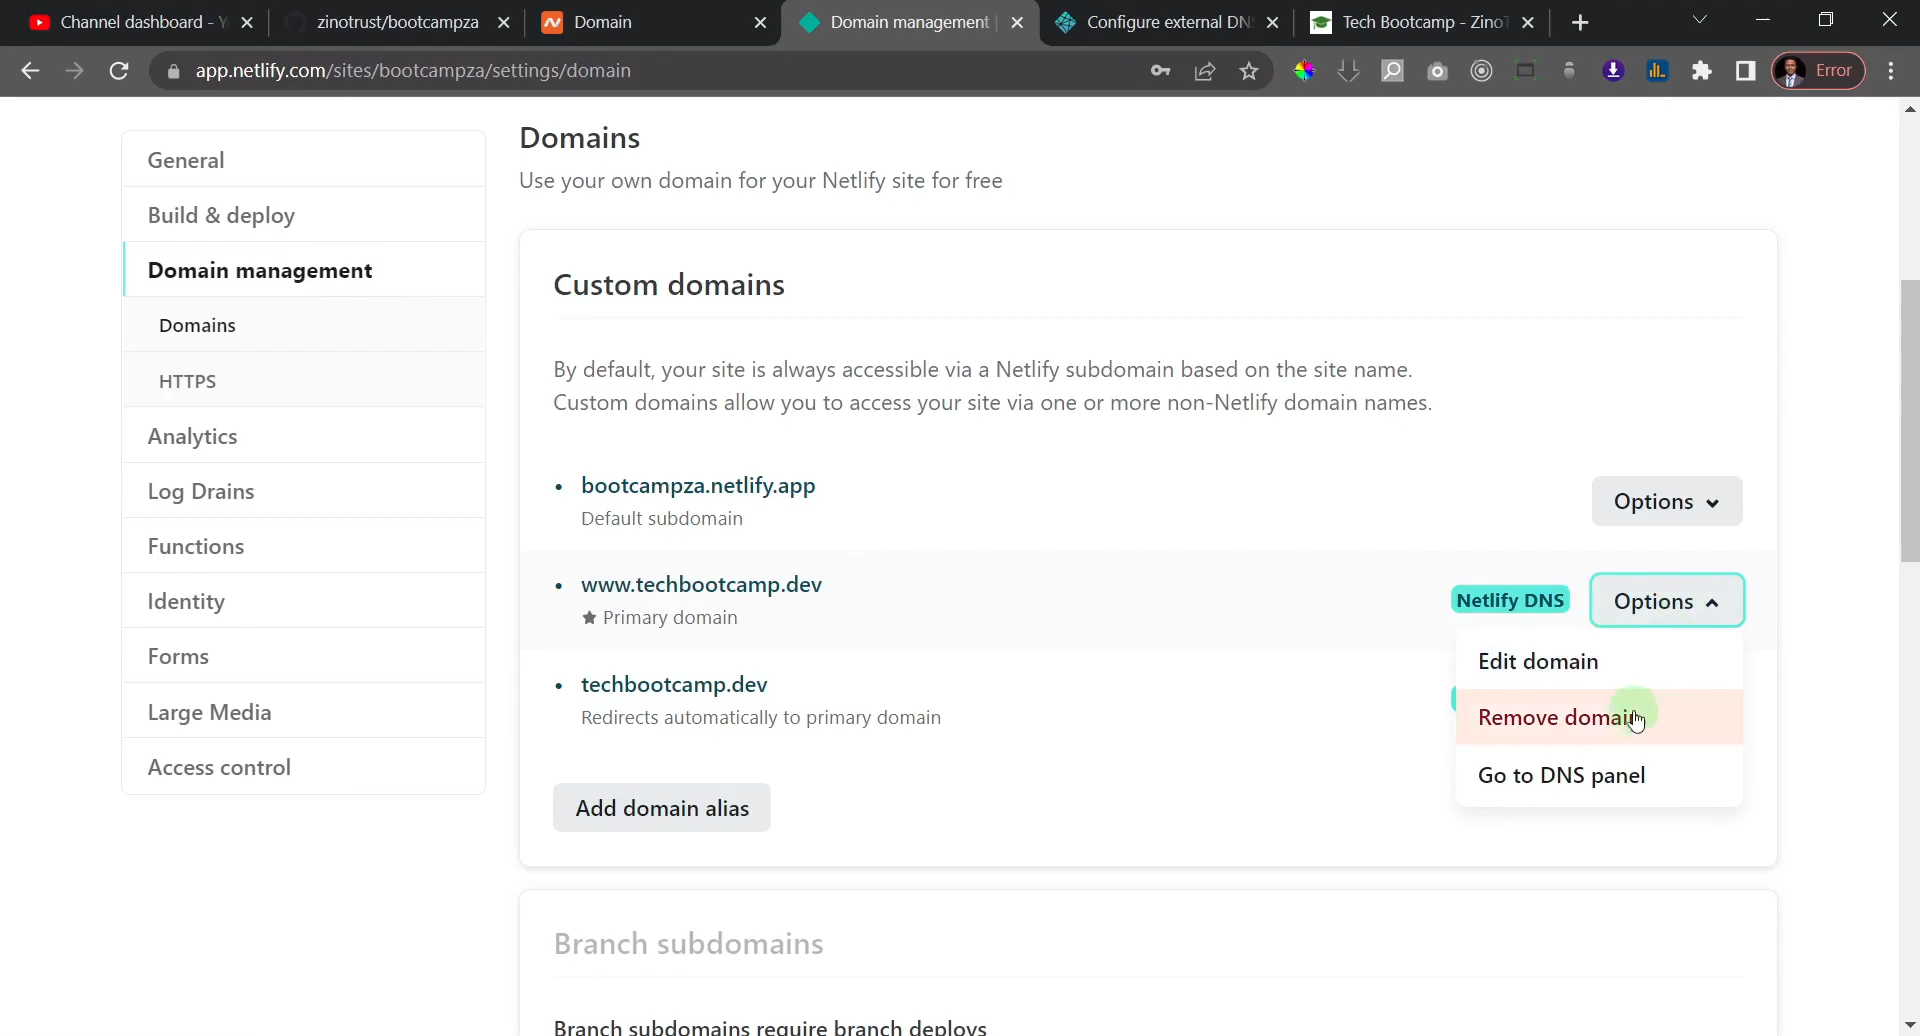 Channel dashboard - Y
zinotrust/bootcampza
Domain
Domain management
Configure external DN
Tech Bootcamp - ZinoT
app.netlify.com/sites/bootcampza/settings/domain
Error
General
Build & deploy
Domain management
Domains
HTTPS
Analytics
Log Drains
Functions
Identity
Forms
Large Media
Access control
Domains
Use your own domain for your Netlify site for free
Custom domains
By default, your site is always accessible via a Netlify subdomain based on the site name.
Custom domains allow you to access your site via one or more non-Netlify domain names.
bootcampza.netlify.app
Default subdomain
Options
www.techbootcamp.dev
Primary domain
Netlify DNS
Options
Edit domain
Remove domain
Go to DNS panel
techbootcamp.dev
Redirects automatically to primary domain
Add domain alias
Branch subdomains
Branch subdomains require branch deploys